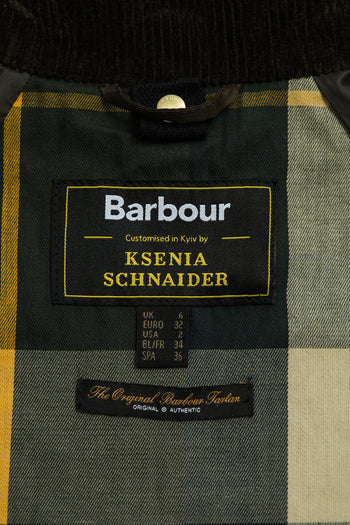 Barbour
Customised in Kyiv by
KSENIA
SCHNAIDER
UK 6
EURO 32
USA 2
BL/FR 34
SPA 36
The Original Barbour Tartan
ORIGINAL & AUTHENTIC